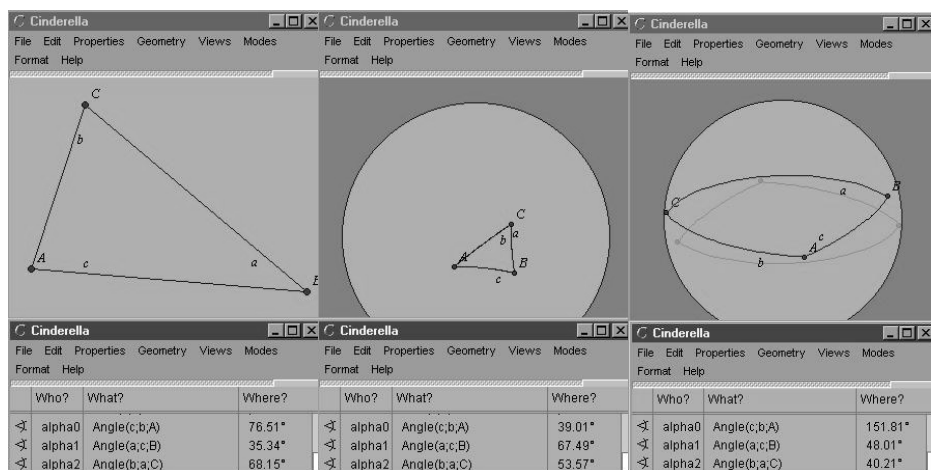 Cinderella
File Edit Properties Geometry Views Modes
Format Help
C
b
A
c
a
B
Cinderella
File Edit Properties Geometry Views Modes
Format Help
Who? What? Where?
alpha0 Angle(c;b;A) 76.51°
alpha1 Angle(a;c;B) 35.34°
alpha2 Angle(b;a;C) 68.15°
Cinderella
File Edit Properties Geometry Views Modes
Format Help
C
b a
A
B
c
Cinderella
File Edit Properties Geometry Views Modes
Format Help
Who? What? Where?
alpha0 Angle(c;b;A) 39.01°
alpha1 Angle(a;c;B) 67.49°
alpha2 Angle(b;a;C) 53.57°
Cinderella
File Edit Properties Geometry Views Modes
Format Help
a B
C
c
A
b
Cinderella
File Edit Properties Geometry Views Modes
Format Help
Who? What? Where?
alpha0 Angle(c;b;A) 151.81°
alpha1 Angle(a;c;B) 48.01°
alpha2 Angle(b;a;C) 40.21°